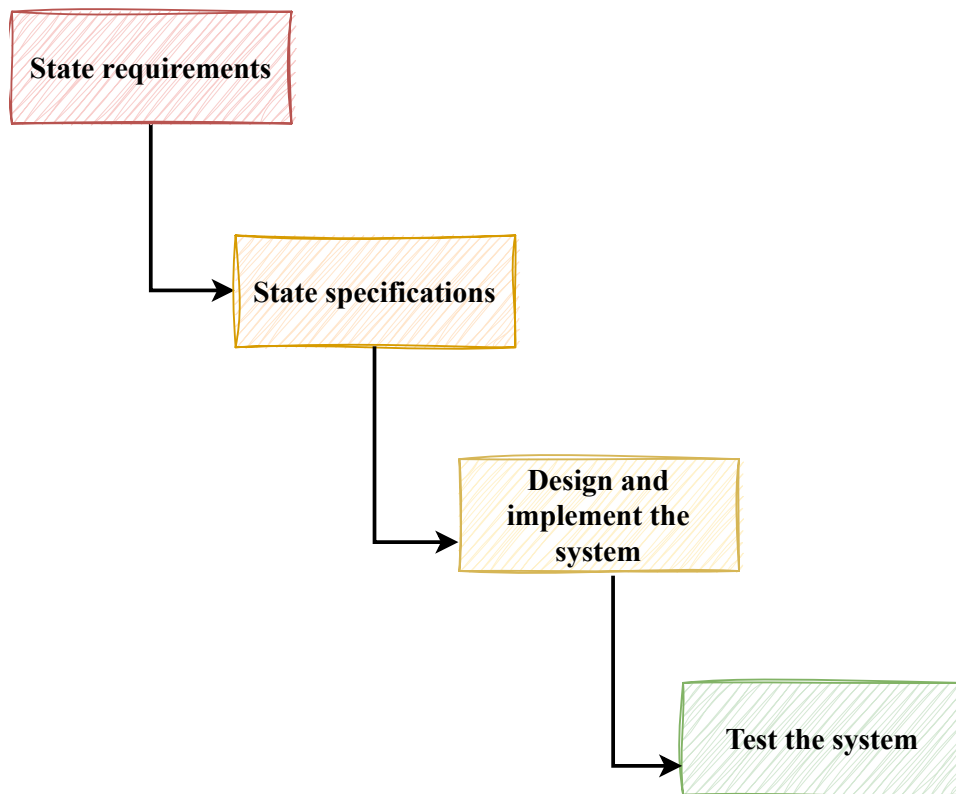 State requirements
State specifications
Design and
implement the
system
Test the system